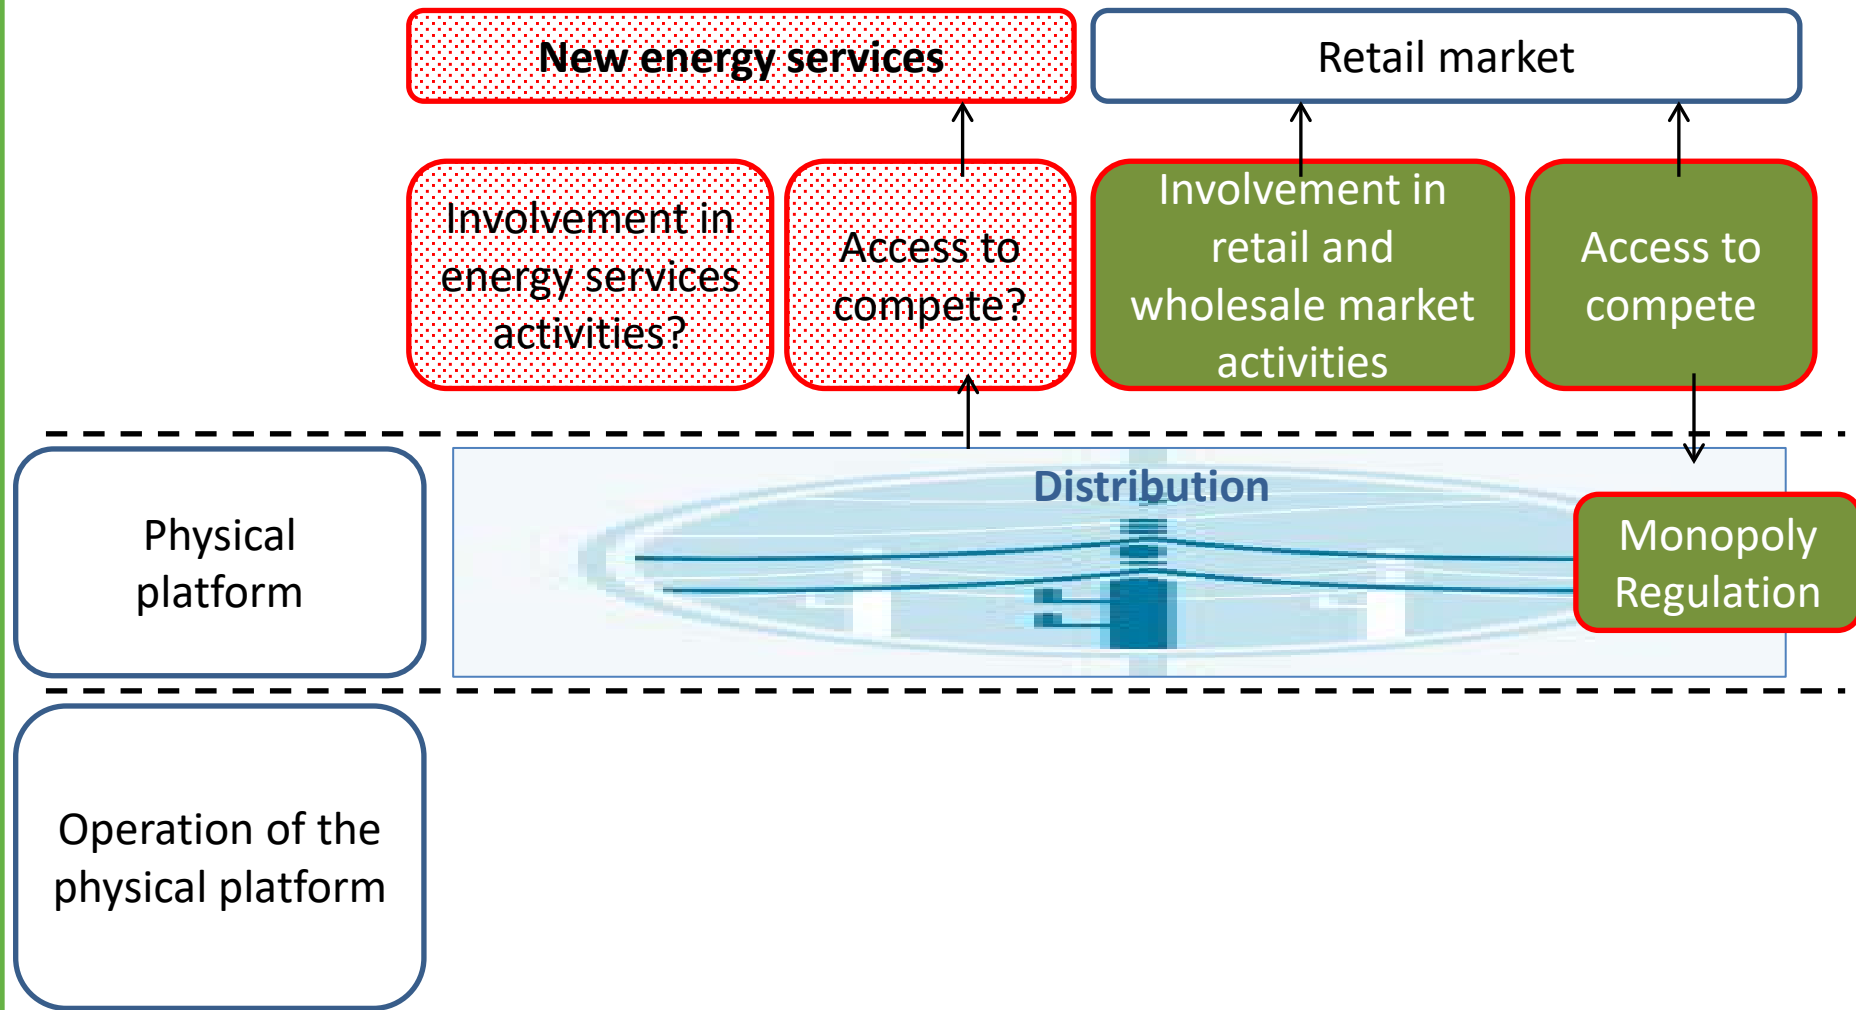 New energy services
Retail market
Involvement in
energy services
activities?
Access to
compete?
Involvement in
retail and
wholesale market
activities
Access to
compete
Physical
platform
Distribution
Monopoly
Regulation
Operation of the
physical platform